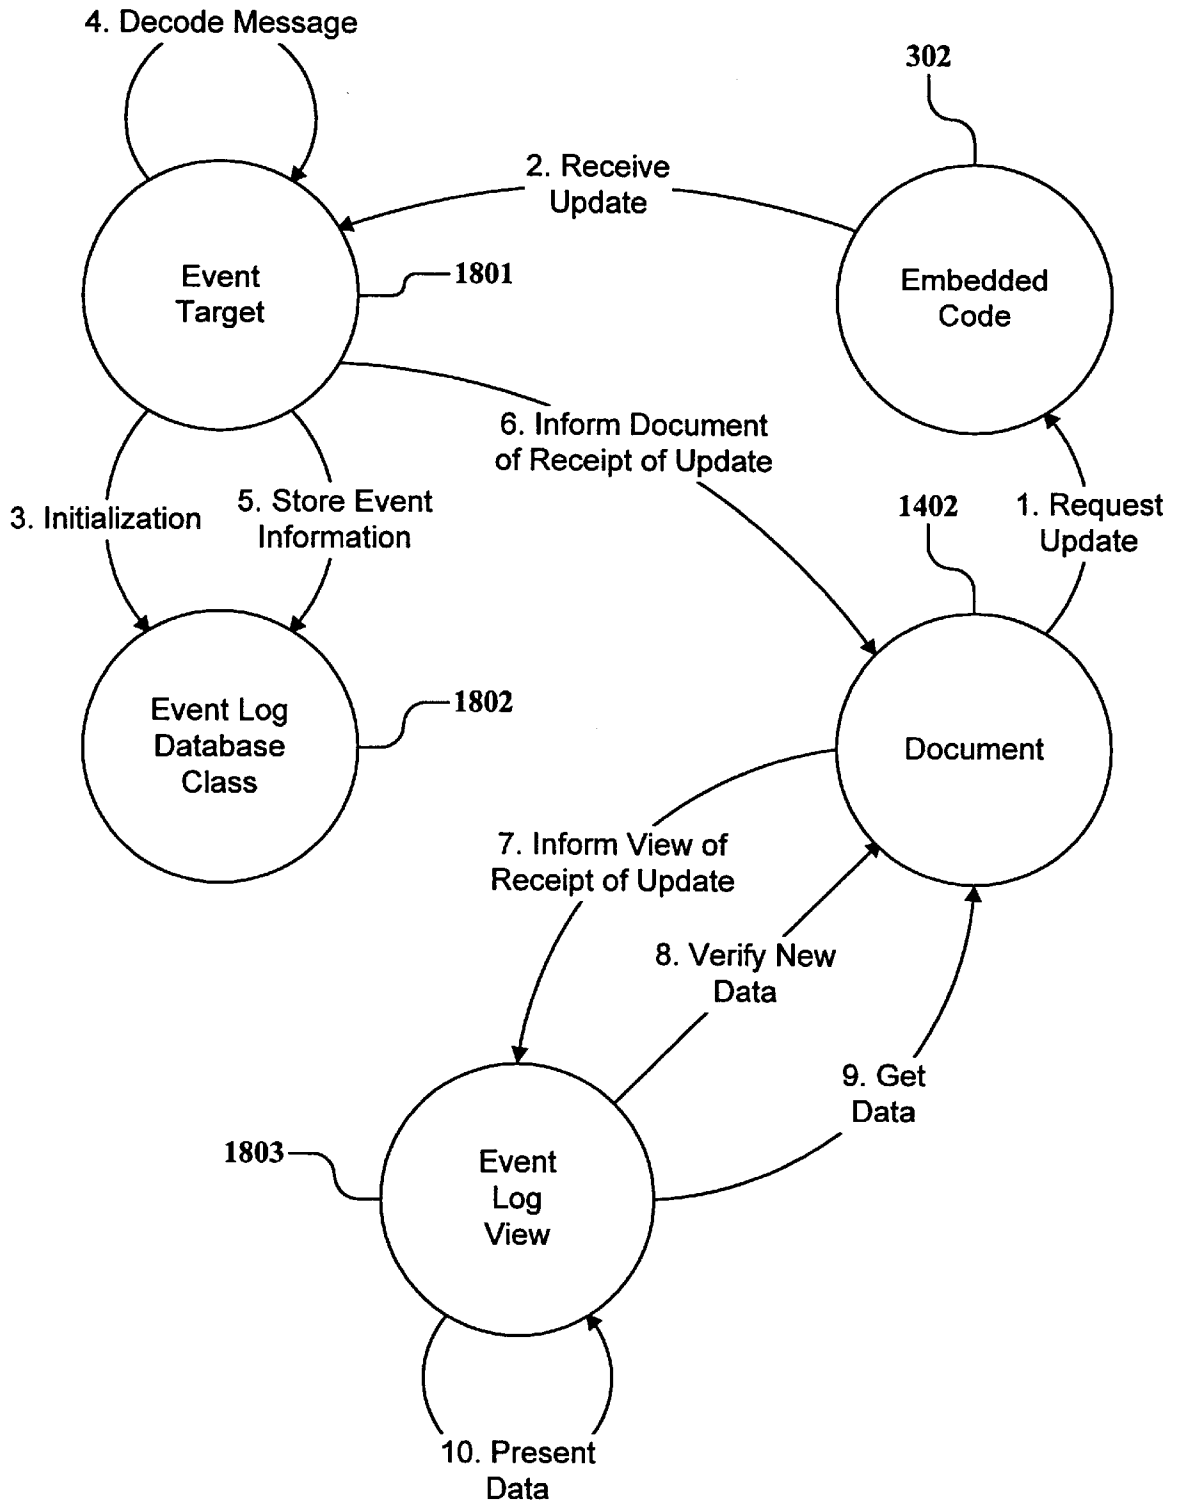 4. Decode Message
302
2. Receive
Update
Event
Target
1801
Embedded
Code
6. Inform Document
of Receipt of Update
3. Initialization
5. Store Event
Information
1402
1. Request
Update
Event Log
Database
Class
1802
Document
7. Inform View of
Receipt of Update
8. Verify New
Data
9. Get
Data
1803
Event
Log
View
10. Present
Data